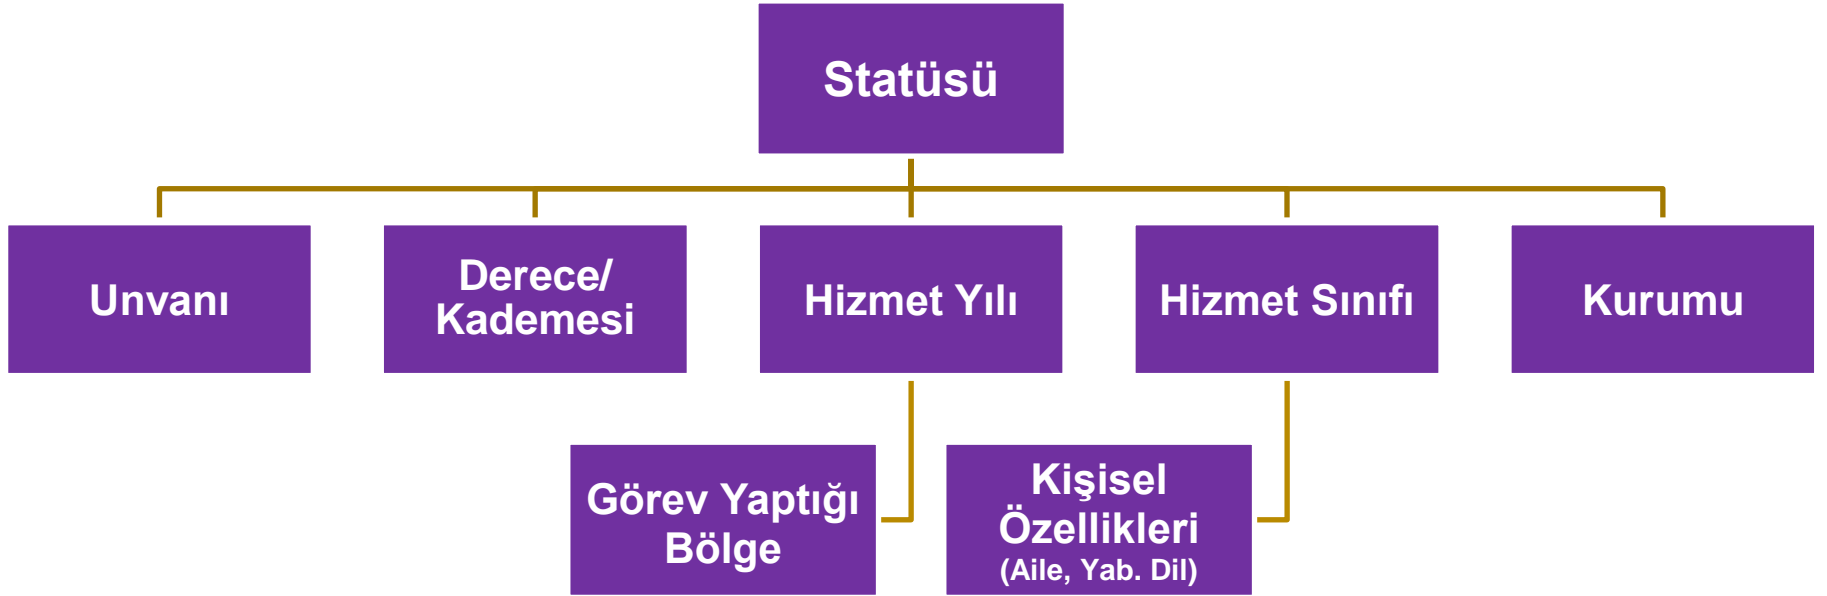 Statüsü
Unvanı
Derece/
Kademesi
Hizmet Yılı
Hizmet Sınıfı
Kurumu
Görev Yaptığı
Bölge
Kişisel
Özellikleri
(Aile, Yab. Dil)